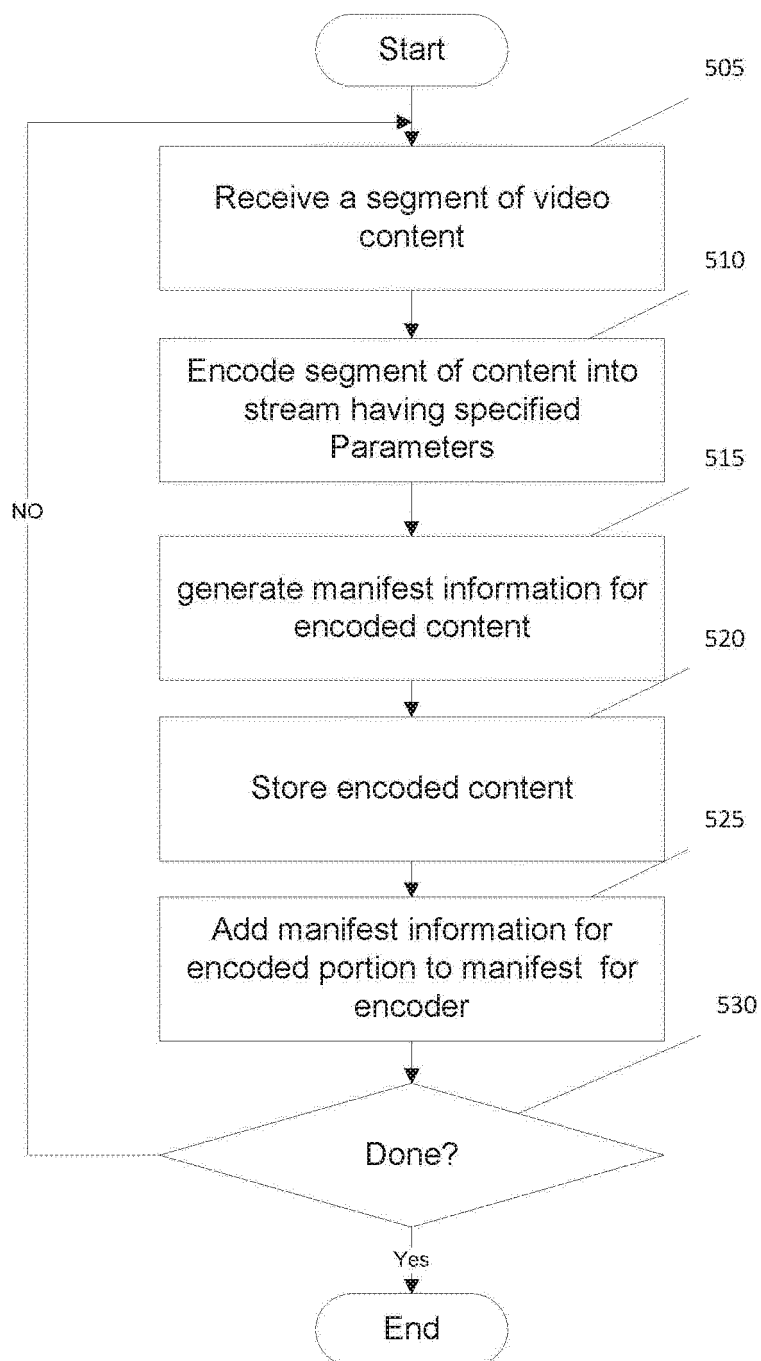 Start
505
Receive a segment of video
content
510
Encode segment of content into
stream having specified
Parameters
515
NO
generate manifest information for
encoded content
520
Store encoded content
525
Add manifest information for
encoded portion to manifest for
encoder
530
Done?
Yes
End